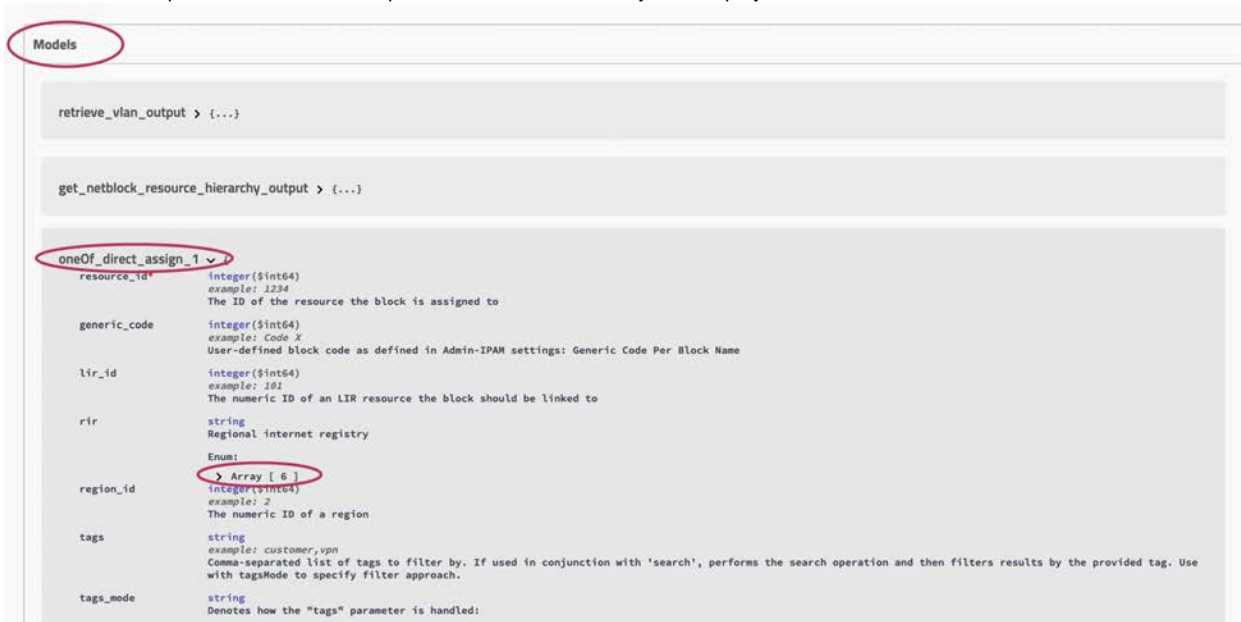 Models
retrieve_vlan_output > {...}
get_netblock_resource_hierarchy_output > {...}
oneOf_direct_assign_1 ⌄ {
resource_id* integer($int64)
example: 1234
The ID of the resource the block is assigned to
generic_code integer($int64)
example: Code X
User-defined block code as defined in Admin-IPAM settings: Generic Code Per Block Name
lir_id integer($int64)
example: 101
The numeric ID of an LIR resource the block should be linked to
rir string
Regional internet registry
Enum:
> Array [ 6 ]
region_id integer($int64)
example: 2
The numeric ID of a region
tags string
example: customer,vpn
Comma-separated list of tags to filter by. If used in conjunction with 'search', performs the search operation and then filters results by the provided tag. Use
with tagsMode to specify filter approach.
tags_mode string
Denotes how the "tags" parameter is handled: